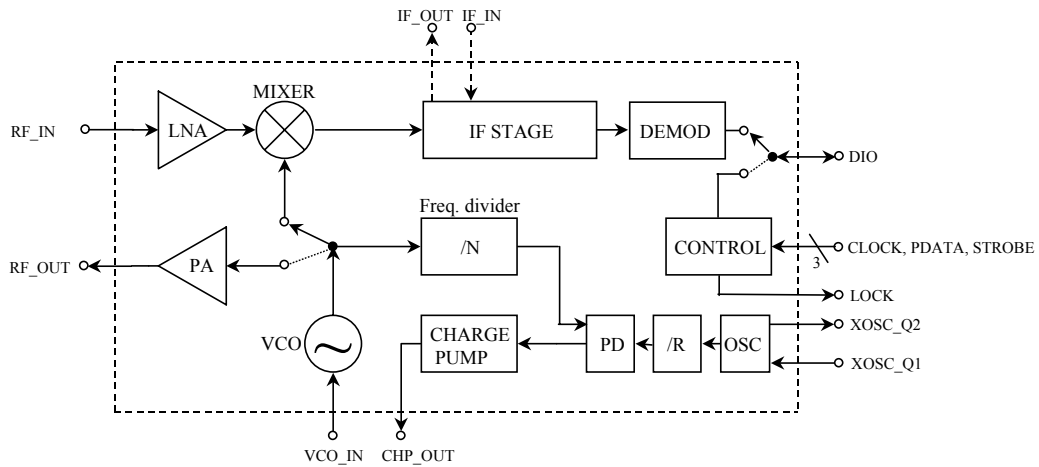 IF_OUT IF_IN
MIXER
RF_IN
LNA
IF STAGE
DEMOD
DIO
Freq. divider
/N
CONTROL
CLOCK, PDATA, STROBE
3
RF_OUT
PA
LOCK
VCO
CHARGE
PUMP
PD
/R
OSC
XOSC_Q2
XOSC_Q1
VCO_IN
CHP_OUT